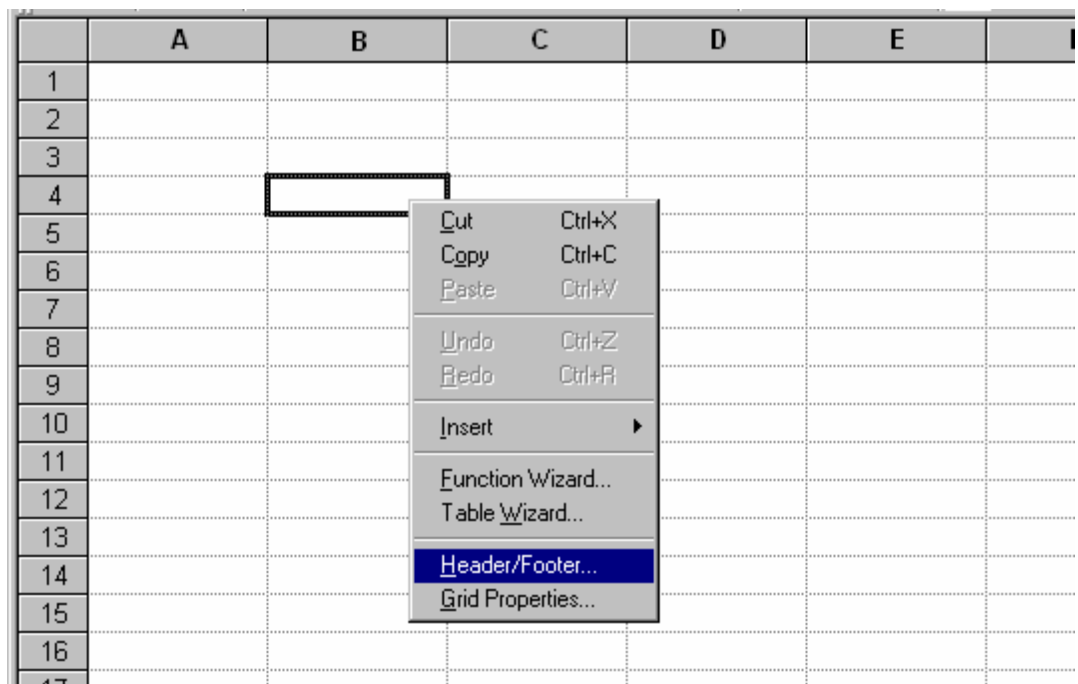 A B C D E
1
2
3
4
Cut Ctrl+X
5
Copy Ctrl+C
6
Paste Ctrl+V
7
8
Undo Ctrl+Z
9
Redo Ctrl+R
10
Insert
11
Function Wizard...
12
Table Wizard...
13
14
Header/Footer...
15
Grid Properties...
16